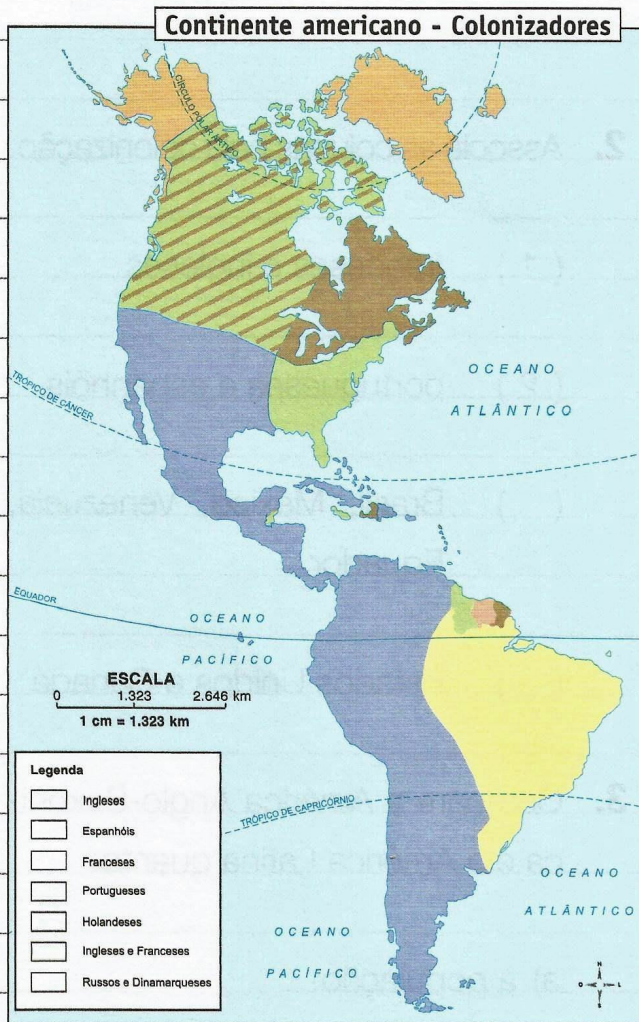 Continente americano - Colonizadores
CÍRCULO POLAR ÁRTICO
OCEANO
ATLÂNTICO
TRÓPICO DE CÂNCER
EQUADOR
OCEANO
PACÍFICO
ESCALA
0 1.323 2.646 km
1 cm = 1.323 km
Legenda
Ingleses
Espanhóis
Franceses
Portugueses
Holandeses
Ingleses e Franceses
Russos e Dinamarqueses
TRÓPICO DE CAPRICÓRNIO
OCEANO
ATLÂNTICO
OCEANO
PACÍFICO
N
O L
S